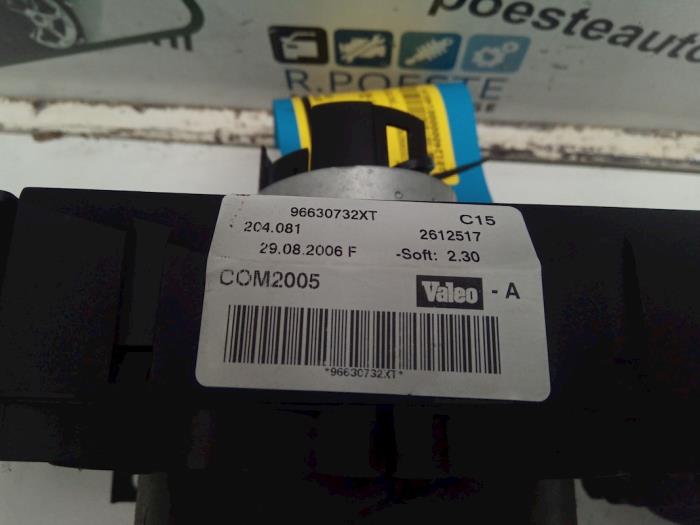 poesteauto
R.POESTE
96630732XT C15
204.081 2612517
29.08.2006 F -Soft: 2.30
COM2005 Valeo - A
*96630732XT*